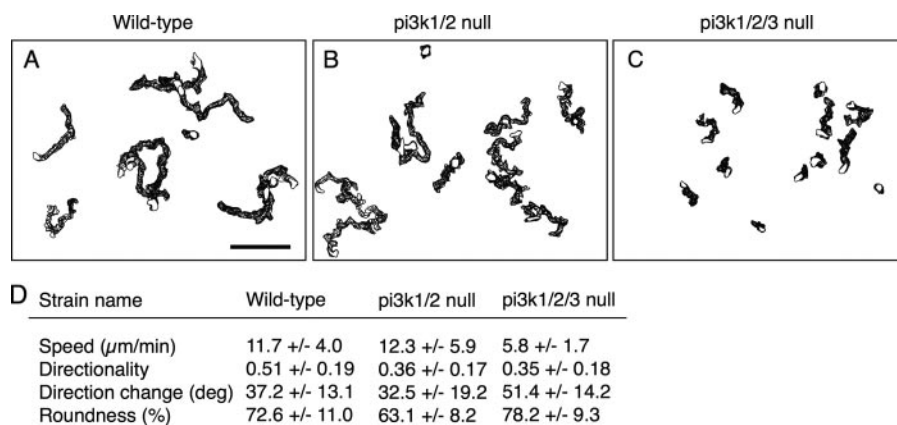 Wild-type pi3k1/2 null pi3k1/2/3 null
A B C
D Strain name Wild-type pi3k1/2 null pi3k1/2/3 null
Speed (μm/min) 11.7 +/- 4.0 12.3 +/- 5.9 5.8 +/- 1.7
Directionality 0.51 +/- 0.19 0.36 +/- 0.17 0.35 +/- 0.18
Direction change (deg) 37.2 +/- 13.1 32.5 +/- 19.2 51.4 +/- 14.2
Roundness (%) 72.6 +/- 11.0 63.1 +/- 8.2 78.2 +/- 9.3